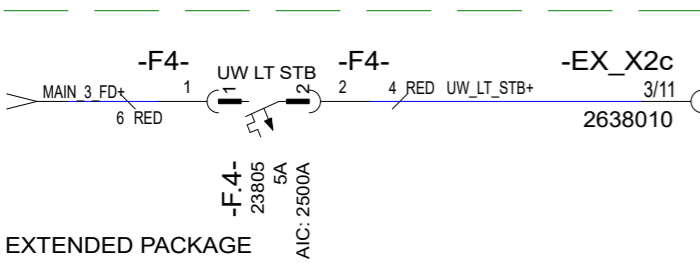 -F4-
UW LT STB
-F4-
-EX_X2c
MAIN_3_FD+
1
1
2
2
4 RED
UW_LT_STB+
3/11
6 RED
2638010
-F.4-
23805
5A
AIC: 2500A
EXTENDED PACKAGE